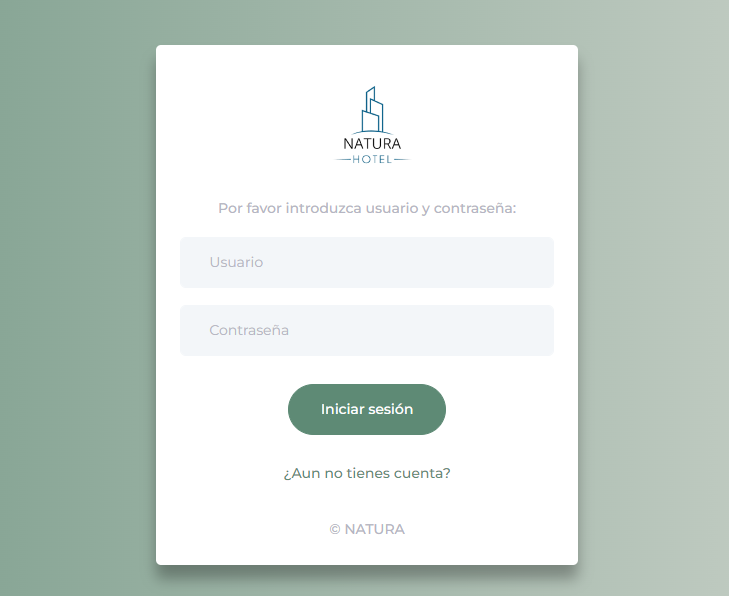 NATURA
HOTEL
Por favor introduzca usuario y contraseña:
Usuario
Contraseña
Iniciar sesión
¿Aun no tienes cuenta?
© NATURA